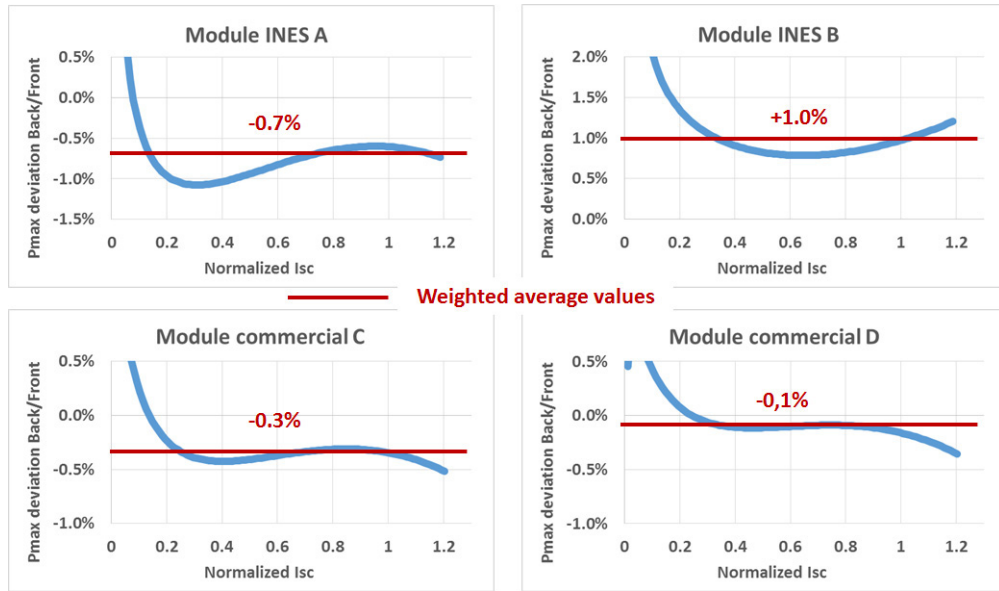 Module INES A
Pmax deviation Back/Front
0.5%
0.0%
-0.5%
-1.0%
-1.5%
-0.7%
0 0.2 0.4 0.6 0.8 1 1.2
Normalized Isc
Module INES B
Pmax deviation Back/Front
2.0%
1.5%
1.0%
0.5%
0.0%
+1.0%
0 0.2 0.4 0.6 0.8 1 1.2
Normalized Isc
Weighted average values
Module commercial C
Pmax deviation Back/Front
0.5%
0.0%
-0.5%
-1.0%
-0.3%
0 0.2 0.4 0.6 0.8 1 1.2
Normalized Isc
Module commercial D
Pmax deviation Back/Front
0.5%
0.0%
-0.5%
-1.0%
-0,1%
0 0.2 0.4 0.6 0.8 1 1.2
Normalized Isc